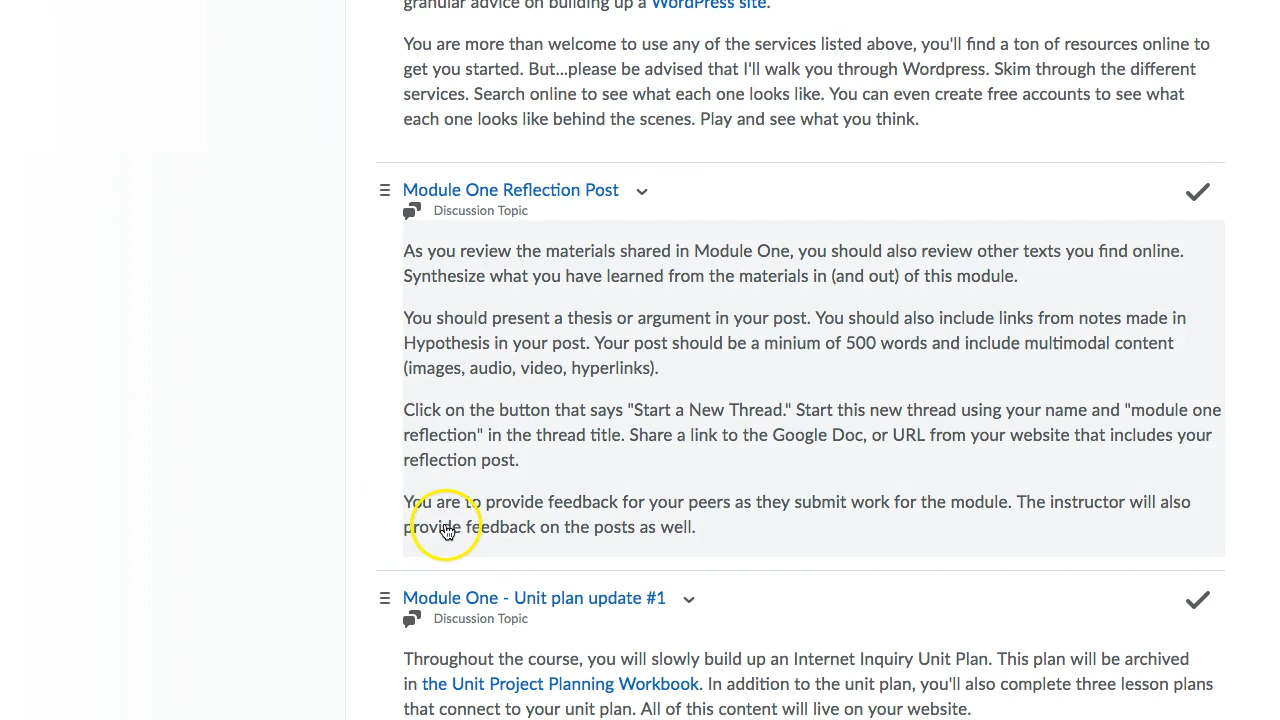 granular advice on building up a WordPress site.
You are more than welcome to use any of the services listed above, you'll find a ton of resources online to
get you started. But...please be advised that I'll walk you through Wordpress. Skim through the different
services. Search online to see what each one looks like. You can even create free accounts to see what
each one looks like behind the scenes. Play and see what you think.
Module One Reflection Post
Discussion Topic
As you review the materials shared in Module One, you should also review other texts you find online.
Synthesize what you have learned from the materials in (and out) of this module.
You should present a thesis or argument in your post. You should also include links from notes made in
Hypothesis in your post. Your post should be a minium of 500 words and include multimodal content
(images, audio, video, hyperlinks).
Click on the button that says "Start a New Thread." Start this new thread using your name and "module one
reflection" in the thread title. Share a link to the Google Doc, or URL from your website that includes your
reflection post.
You are to provide feedback for your peers as they submit work for the module. The instructor will also
provide feedback on the posts as well.
Module One - Unit plan update #1
Discussion Topic
Throughout the course, you will slowly build up an Internet Inquiry Unit Plan. This plan will be archived
in the Unit Project Planning Workbook. In addition to the unit plan, you'll also complete three lesson plans
that connect to your unit plan. All of this content will live on your website.